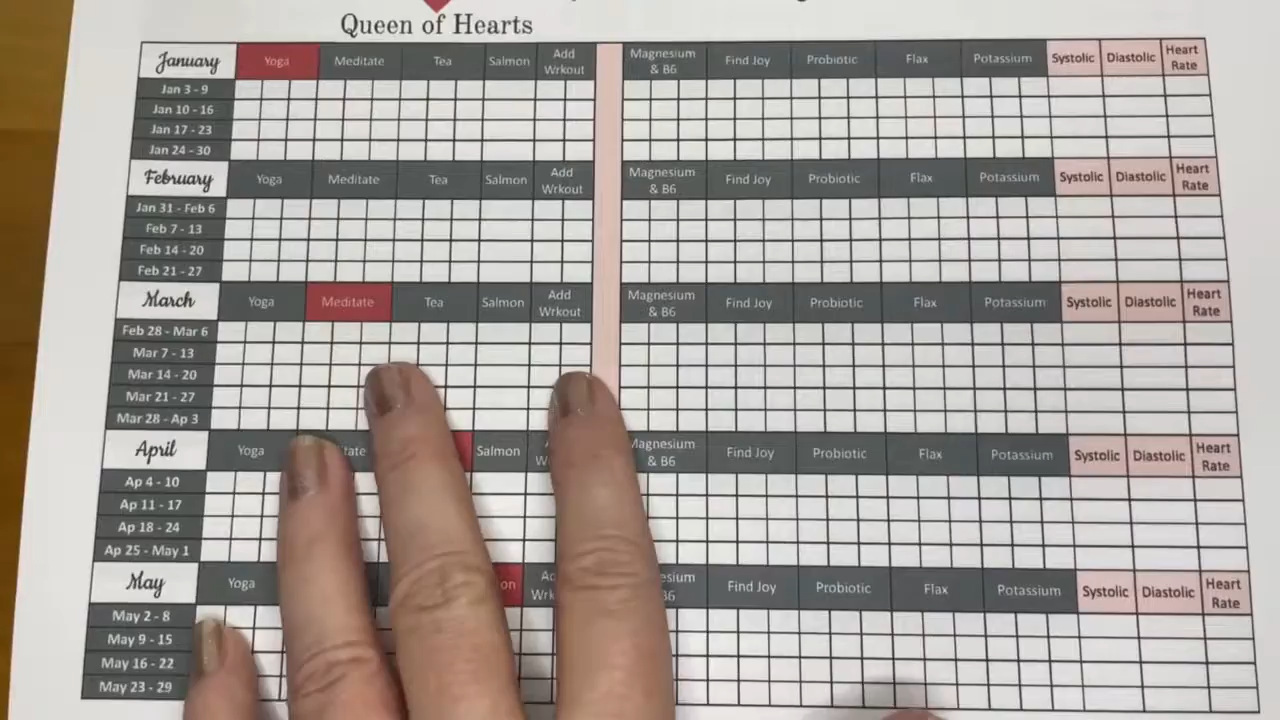 Queen of Hearts
January Yoga Meditate Tea Salmon Add Wrkout Magnesium & B6 Find Joy Probiotic Flax Potassium Systolic Diastolic Heart Rate
Jan 3 - 9
Jan 10 - 16
Jan 17 - 23
Jan 24 - 30
February Yoga Meditate Tea Salmon Add Wrkout Magnesium & B6 Find Joy Probiotic Flax Potassium Systolic Diastolic Heart Rate
Jan 31 - Feb 6
Feb 7 - 13
Feb 14 - 20
Feb 21 - 27
March Yoga Meditate Tea Salmon Add Wrkout Magnesium & B6 Find Joy Probiotic Flax Potassium Systolic Diastolic Heart Rate
Feb 28 - Mar 6
Mar 7 - 13
Mar 14 - 20
Mar 21 - 27
Mar 28 - Ap 3
April Yoga Salmon Magnesium & B6 Find Joy Probiotic Flax Potassium Systolic Diastolic Heart Rate
Ap 4 - 10
Ap 11 - 17
Ap 18 - 24
Ap 25 - May 1
May Yoga Find Joy Probiotic Flax Potassium Systolic Diastolic Heart Rate
May 2 - 8
May 9 - 15
May 16 - 22
May 23 - 29